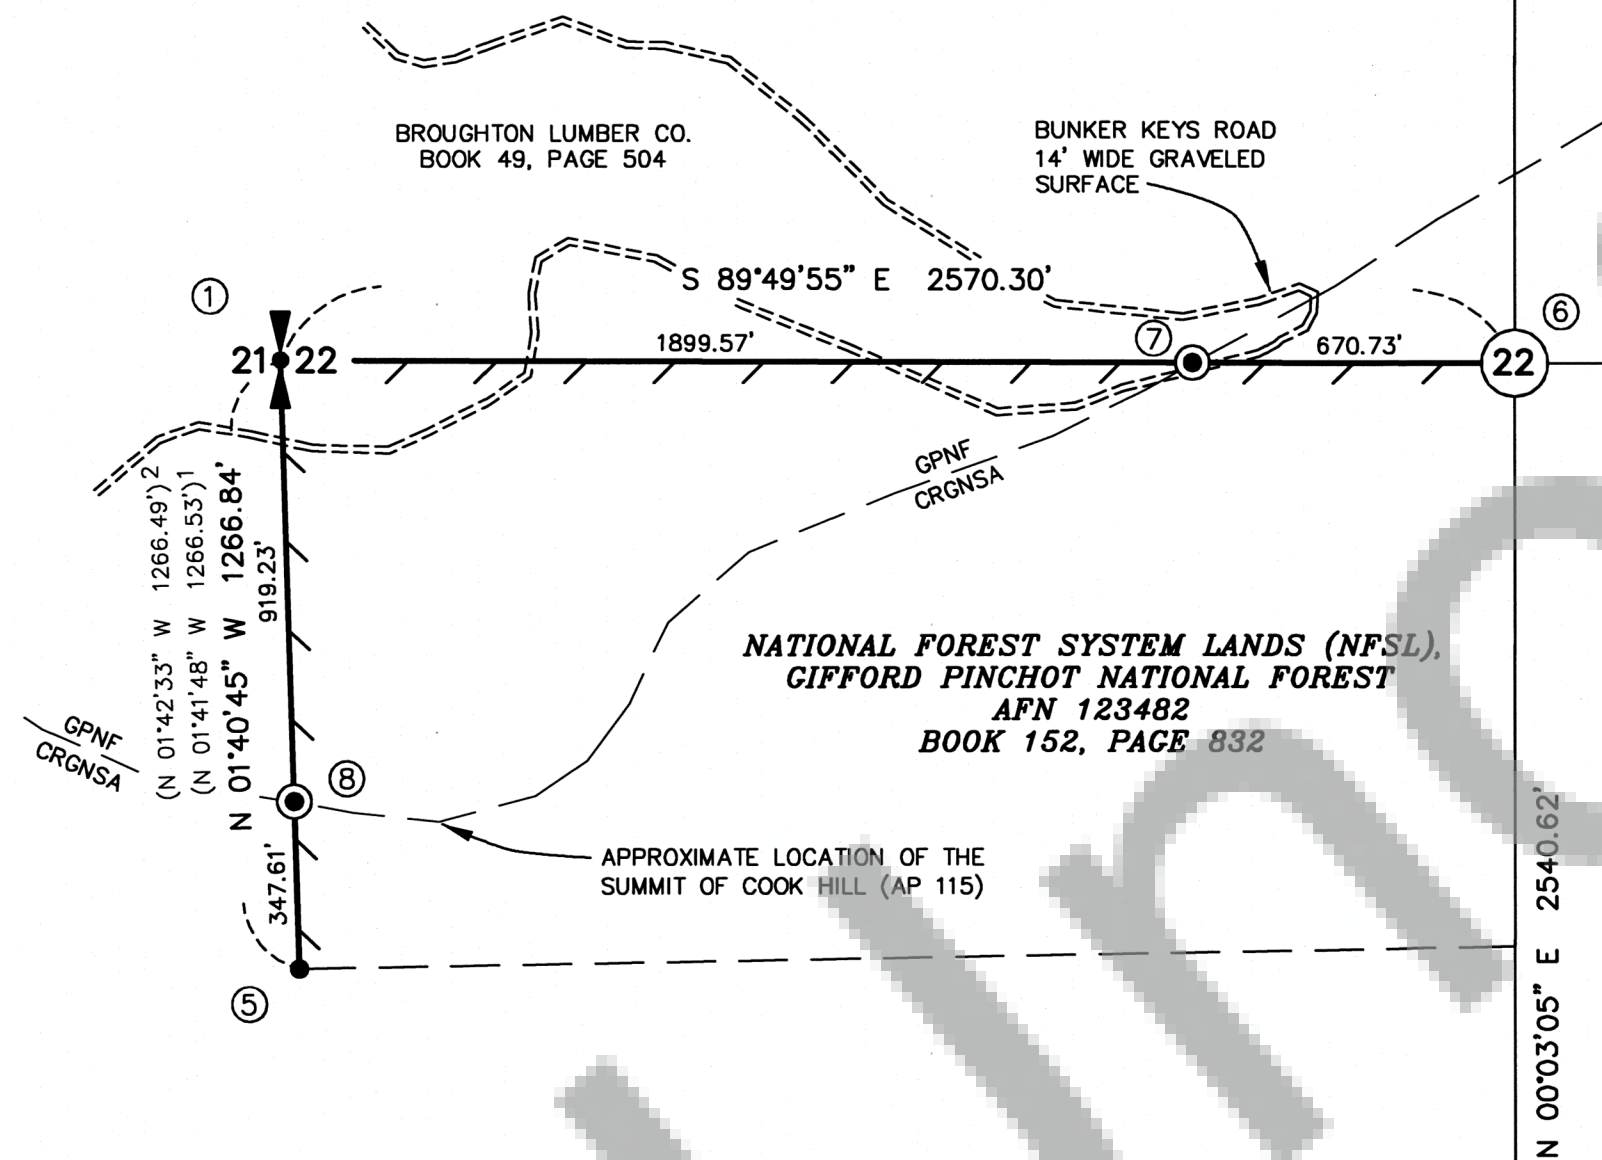 BROUGHTON LUMBER CO.
BOOK 49, PAGE 504
BUNKER KEYS ROAD
14' WIDE GRAVELED
SURFACE
S 89°49'55" E 2570.30'
1
6
7
1899.57'
670.73'
21 22
22
GPNF
CRGNSA
(N 01°42'33" W 1266.49')2
(N 01°41'48" W 1266.53')1
N 01°40'45" W 1266.84'
919.23'
NATIONAL FOREST SYSTEM LANDS (NFSL),
GIFFORD PINCHOT NATIONAL FOREST
AFN 123482
BOOK 152, PAGE 832
GPNF
CRGNSA
8
APPROXIMATE LOCATION OF THE
SUMMIT OF COOK HILL (AP 115)
347.61'
5
N 00°03'05" E 2540.62'